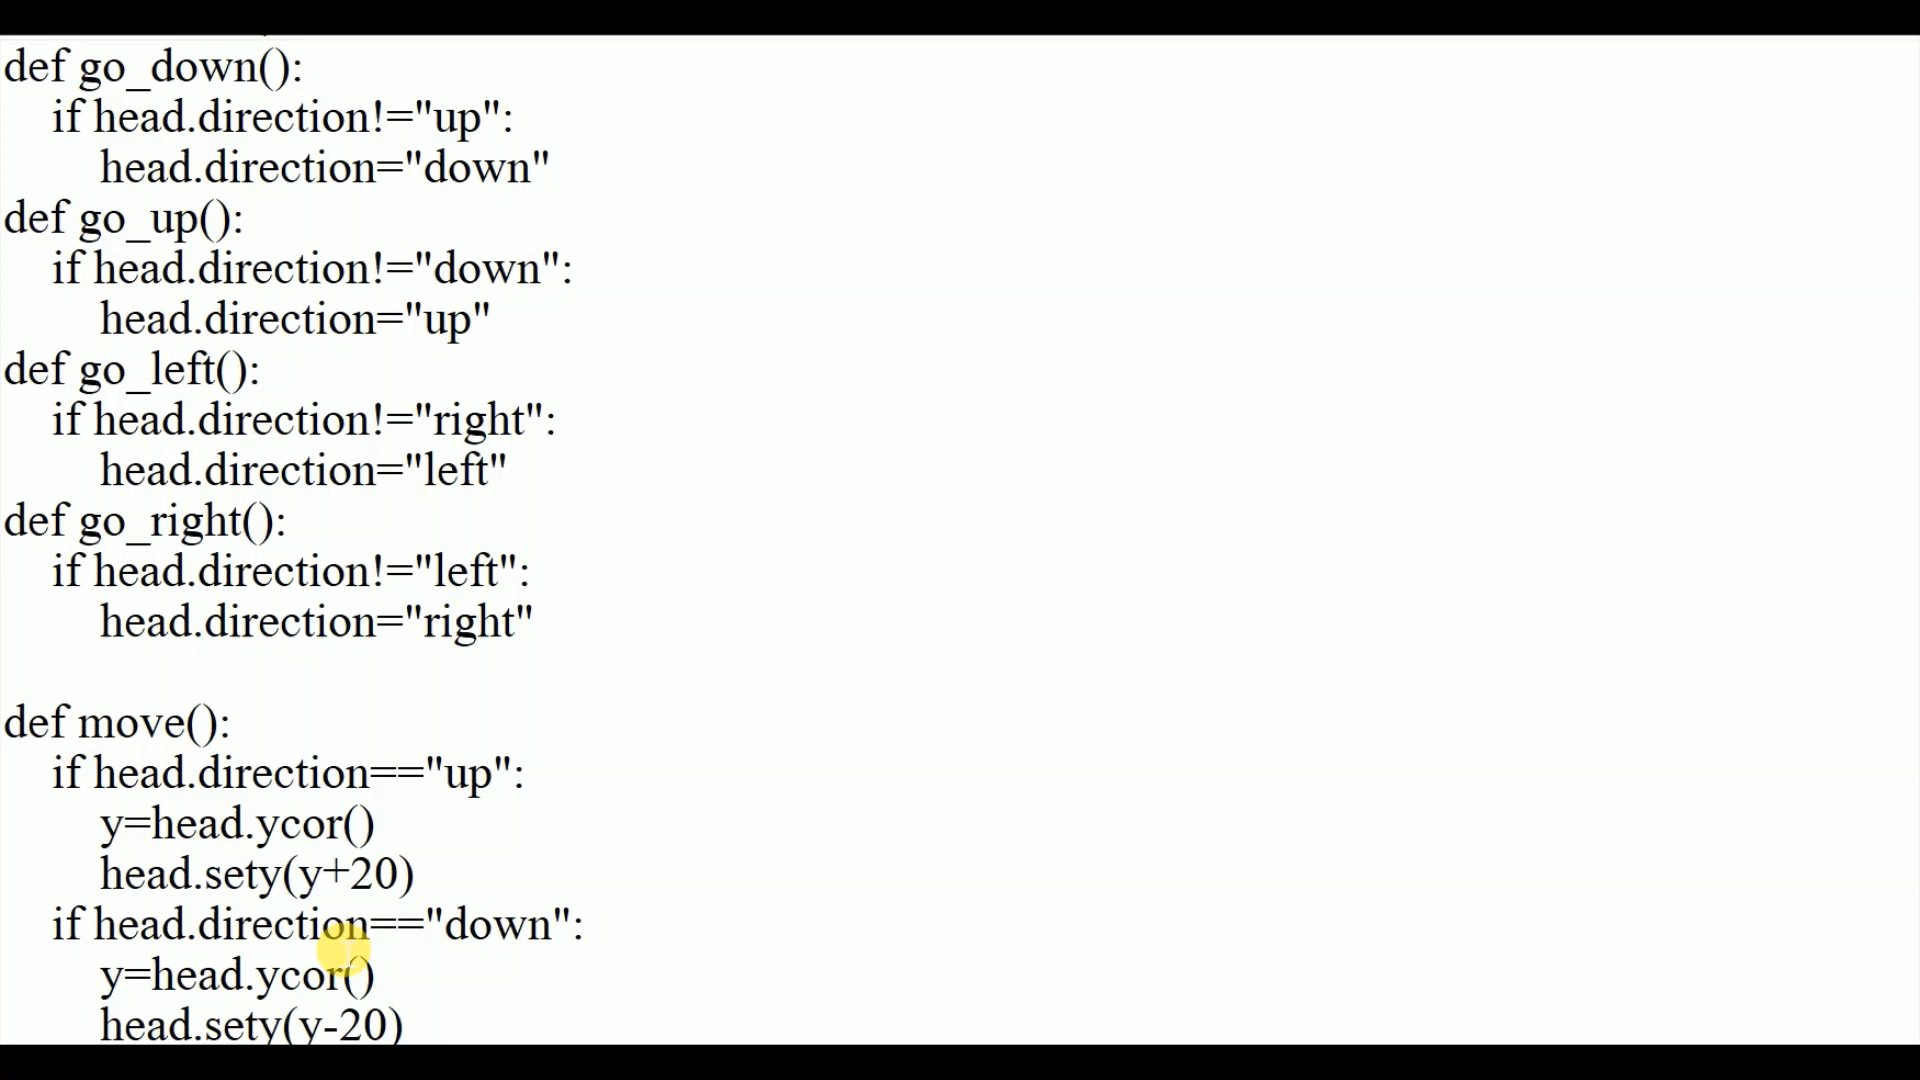 def go_down():
    if head.direction!="up":
        head.direction="down"
def go_up():
    if head.direction!="down":
        head.direction="up"
def go_left():
    if head.direction!="right":
        head.direction="left"
def go_right():
    if head.direction!="left":
        head.direction="right"

def move():
    if head.direction=="up":
        y=head.ycor()
        head.sety(y+20)
    if head.direction=="down":
        y=head.ycor()
        head.sety(y-20)